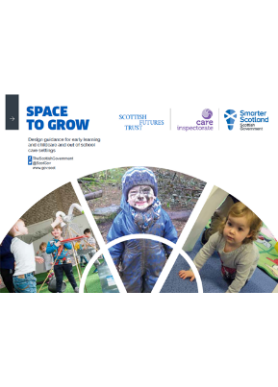 SPACE
TO GROW
Design guidance for early learning
and childcare and out of school
care settings
TheScottishGovernment
@ScotGov
www.gov.scot
SCOTTISH
FUTURES
TRUST
care
inspectorate
Smarter
Scotland
Scottish
Government